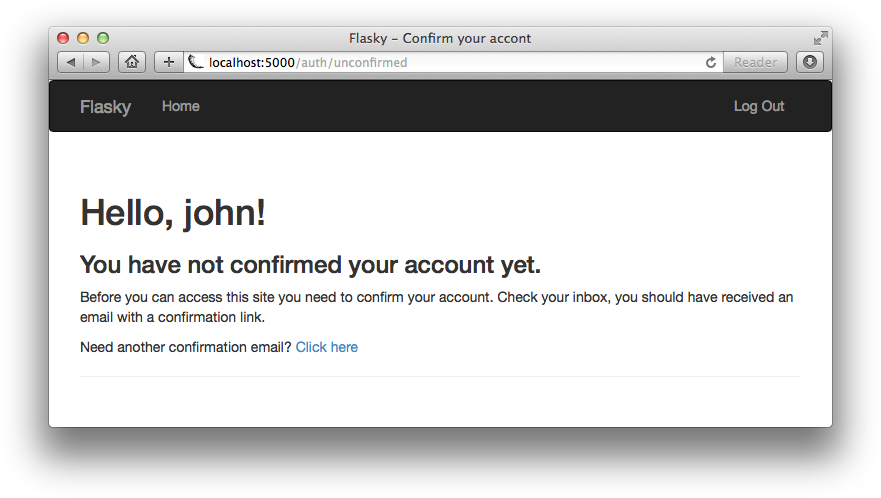 Flasky - Confirm your accont
localhost:5000/auth/unconfirmed
Reader
Flasky Home Log Out
Hello, john!
You have not confirmed your account yet.
Before you can access this site you need to confirm your account. Check your inbox, you should have received an
email with a confirmation link.
Need another confirmation email? Click here